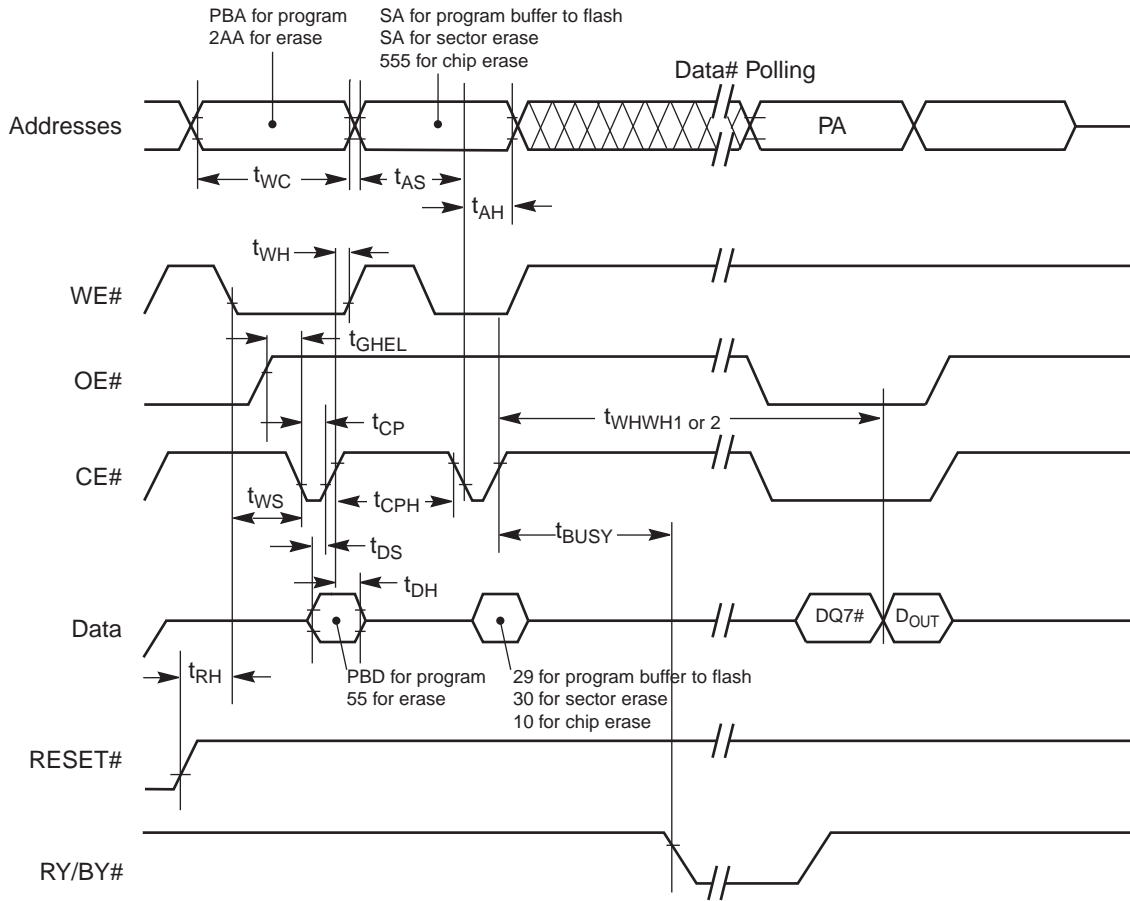 PBA for program
2AA for erase
SA for program buffer to flash
SA for sector erase
555 for chip erase
Data# Polling
Addresses
PA
tWC
tAS
tAH
tWH
WE#
tGHEL
OE#
tWHWH1 or 2
tCP
CE#
tWS
tCPH
tBUSY
tDS
tDH
Data
DQ7#
DOUT
tRH
PBD for program
55 for erase
29 for program buffer to flash
30 for sector erase
10 for chip erase
RESET#
RY/BY#